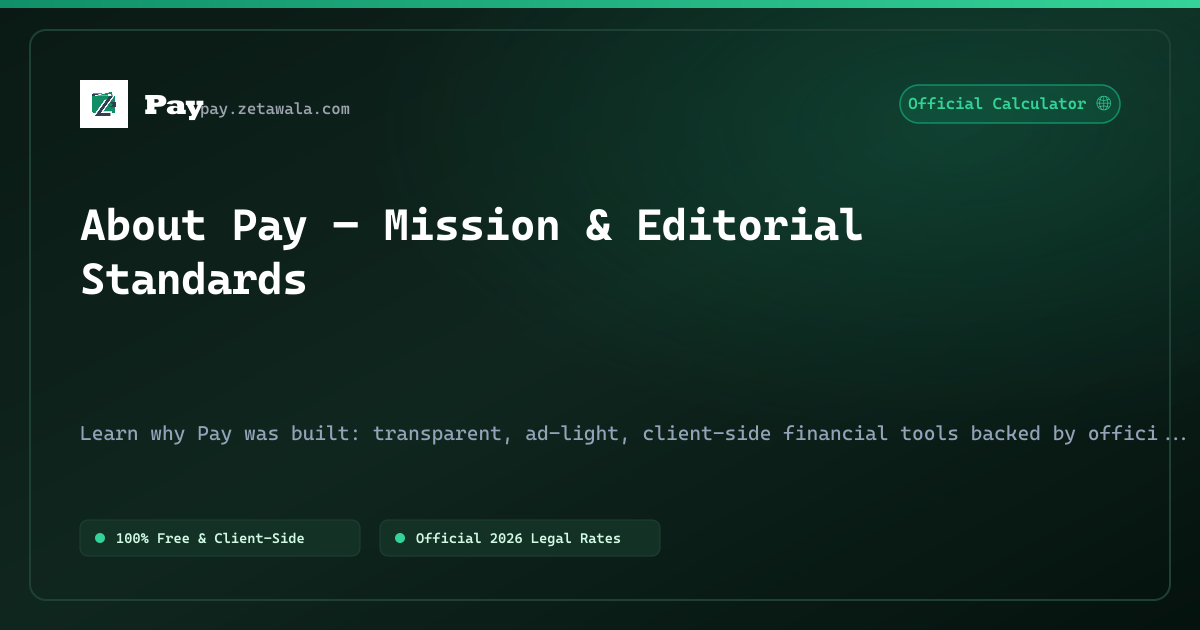 Pay
pay.zetawala.com
Official Calculator
About Pay — Mission & Editorial
Standards
Learn why Pay was built: transparent, ad-light, client-side financial tools backed by offici...
100% Free & Client-Side
Official 2026 Legal Rates